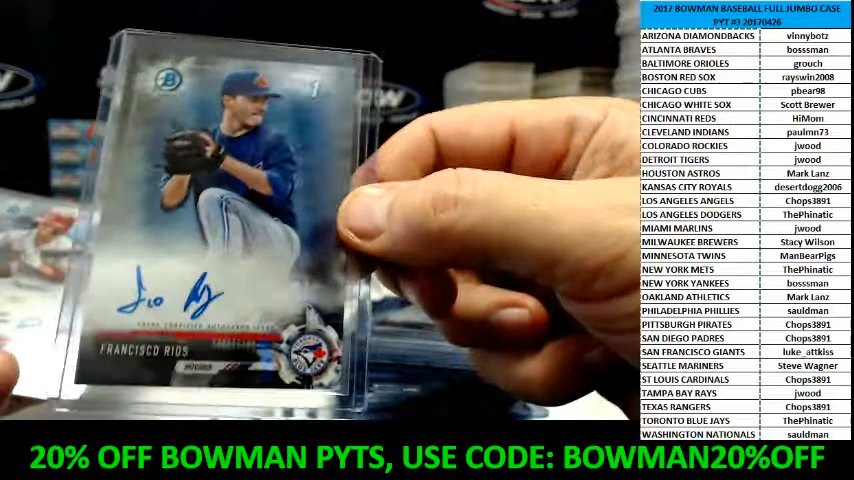 2017 BOWMAN BASEBALL FULL JUMBO CASE
PYT #3 20170426
ARIZONA DIAMONDBACKS vinnybotz
ATLANTA BRAVES bosssman
BALTIMORE ORIOLES grouch
BOSTON RED SOX rayswin2008
CHICAGO CUBS pbear98
CHICAGO WHITE SOX Scott Brewer
CINCINNATI REDS HiMom
CLEVELAND INDIANS paulmn73
COLORADO ROCKIES jwood
DETROIT TIGERS jwood
HOUSTON ASTROS Mark Lanz
KANSAS CITY ROYALS desertdogg2006
LOS ANGELES ANGELS Chops3891
LOS ANGELES DODGERS ThePhinatic
MIAMI MARLINS jwood
MILWAUKEE BREWERS Stacy Wilson
MINNESOTA TWINS ManBearPigs
NEW YORK METS ThePhinatic
NEW YORK YANKEES bosssman
OAKLAND ATHLETICS Mark Lanz
PHILADELPHIA PHILLIES sauldman
PITTSBURGH PIRATES Chops3891
SAN DIEGO PADRES Chops3891
SAN FRANCISCO GIANTS luke_attkiss
SEATTLE MARINERS Steve Wagner
ST LOUIS CARDINALS Chops3891
TAMPA BAY RAYS jwood
TEXAS RANGERS Chops3891
TORONTO BLUE JAYS ThePhinatic
WASHINGTON NATIONALS sauldman
B
1
FRANCISCO RIOS
20% OFF BOWMAN PYTS, USE CODE: BOWMAN20%OFF